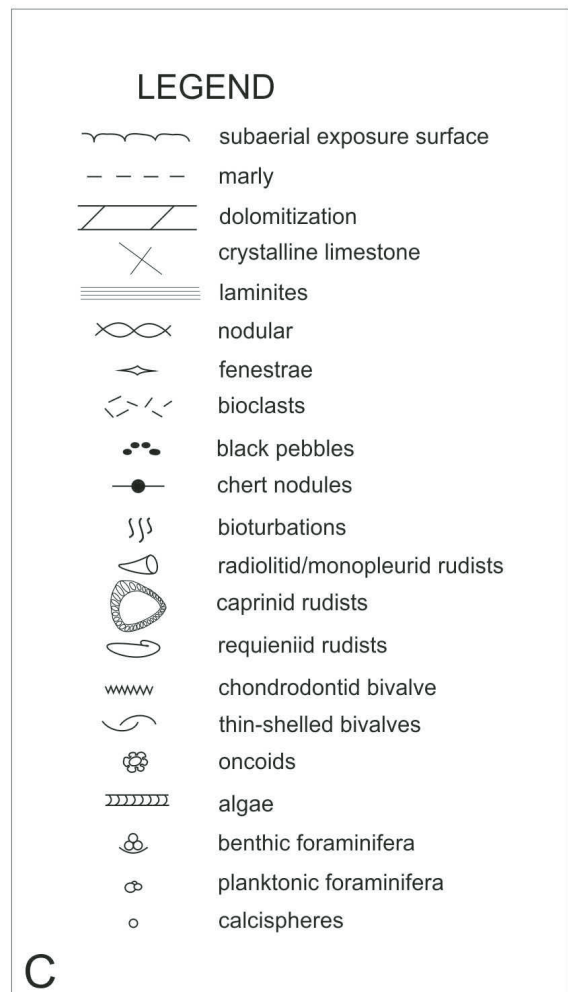 LEGEND
subaerial exposure surface
marly
dolomitization
crystalline limestone
laminites
nodular
fenestrae
bioclasts
black pebbles
chert nodules
bioturbations
radiolitid/monopleurid rudists
caprinid rudists
requieniid rudists
chondrodontid bivalve
thin-shelled bivalves
oncoids
algae
benthic foraminifera
planktonic foraminifera
calcispheres
C